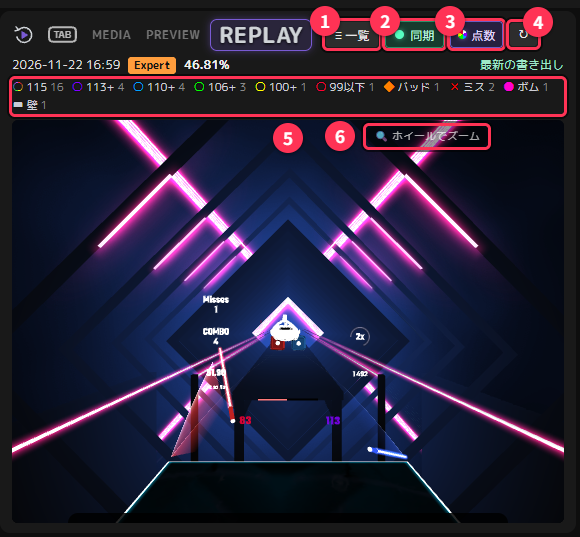 1 2 3 4
TAB MEDIA PREVIEW REPLAY 一覧 同期 点数 ↻
2026-11-22 16:59 Expert 46.81% 最新の書き出し
115 16 113+ 4 110+ 4 106+ 3 100+ 1 99以下 1 バッド 1 ミス 2 ボム 1
壁 1
5 6 ホイールでズーム
Misses
1
COMBO
4
2x
1492
83 113